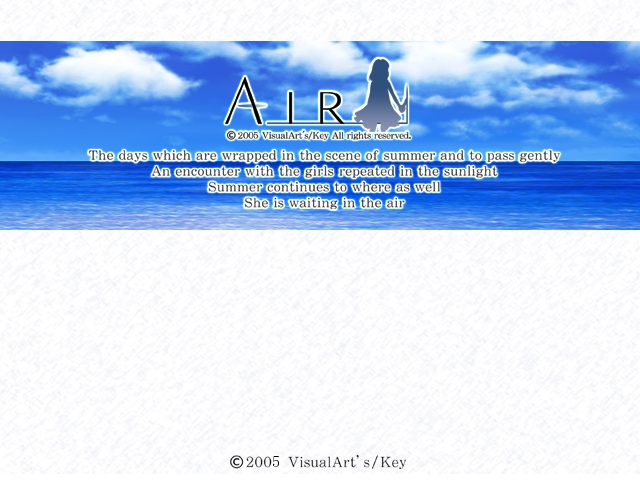 AIR
©2005 VisualArt's/Key All rights reserved.
The days which are wrapped in the scene of summer and to pass gently
An encounter with the girls repeated in the sunlight
Summer continues to where as well
She is waiting in the air
©2005 VisualArt's/Key